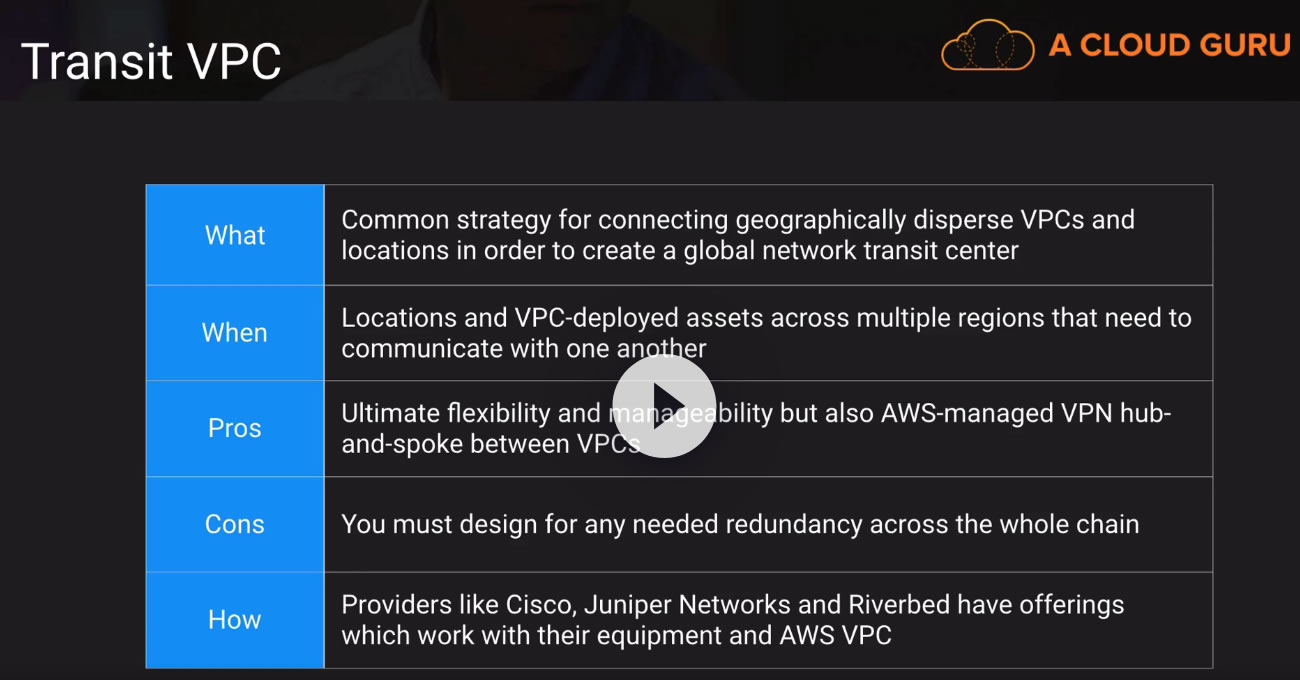 Transit VPC
A CLOUD GURU
What
Common strategy for connecting geographically disperse VPCs and
locations in order to create a global network transit center
When
Locations and VPC-deployed assets across multiple regions that need to
communicate with one another
Pros
Ultimate flexibility and manageability but also AWS-managed VPN hub-
and-spoke between VPCs
Cons
You must design for any needed redundancy across the whole chain
How
Providers like Cisco, Juniper Networks and Riverbed have offerings
which work with their equipment and AWS VPC